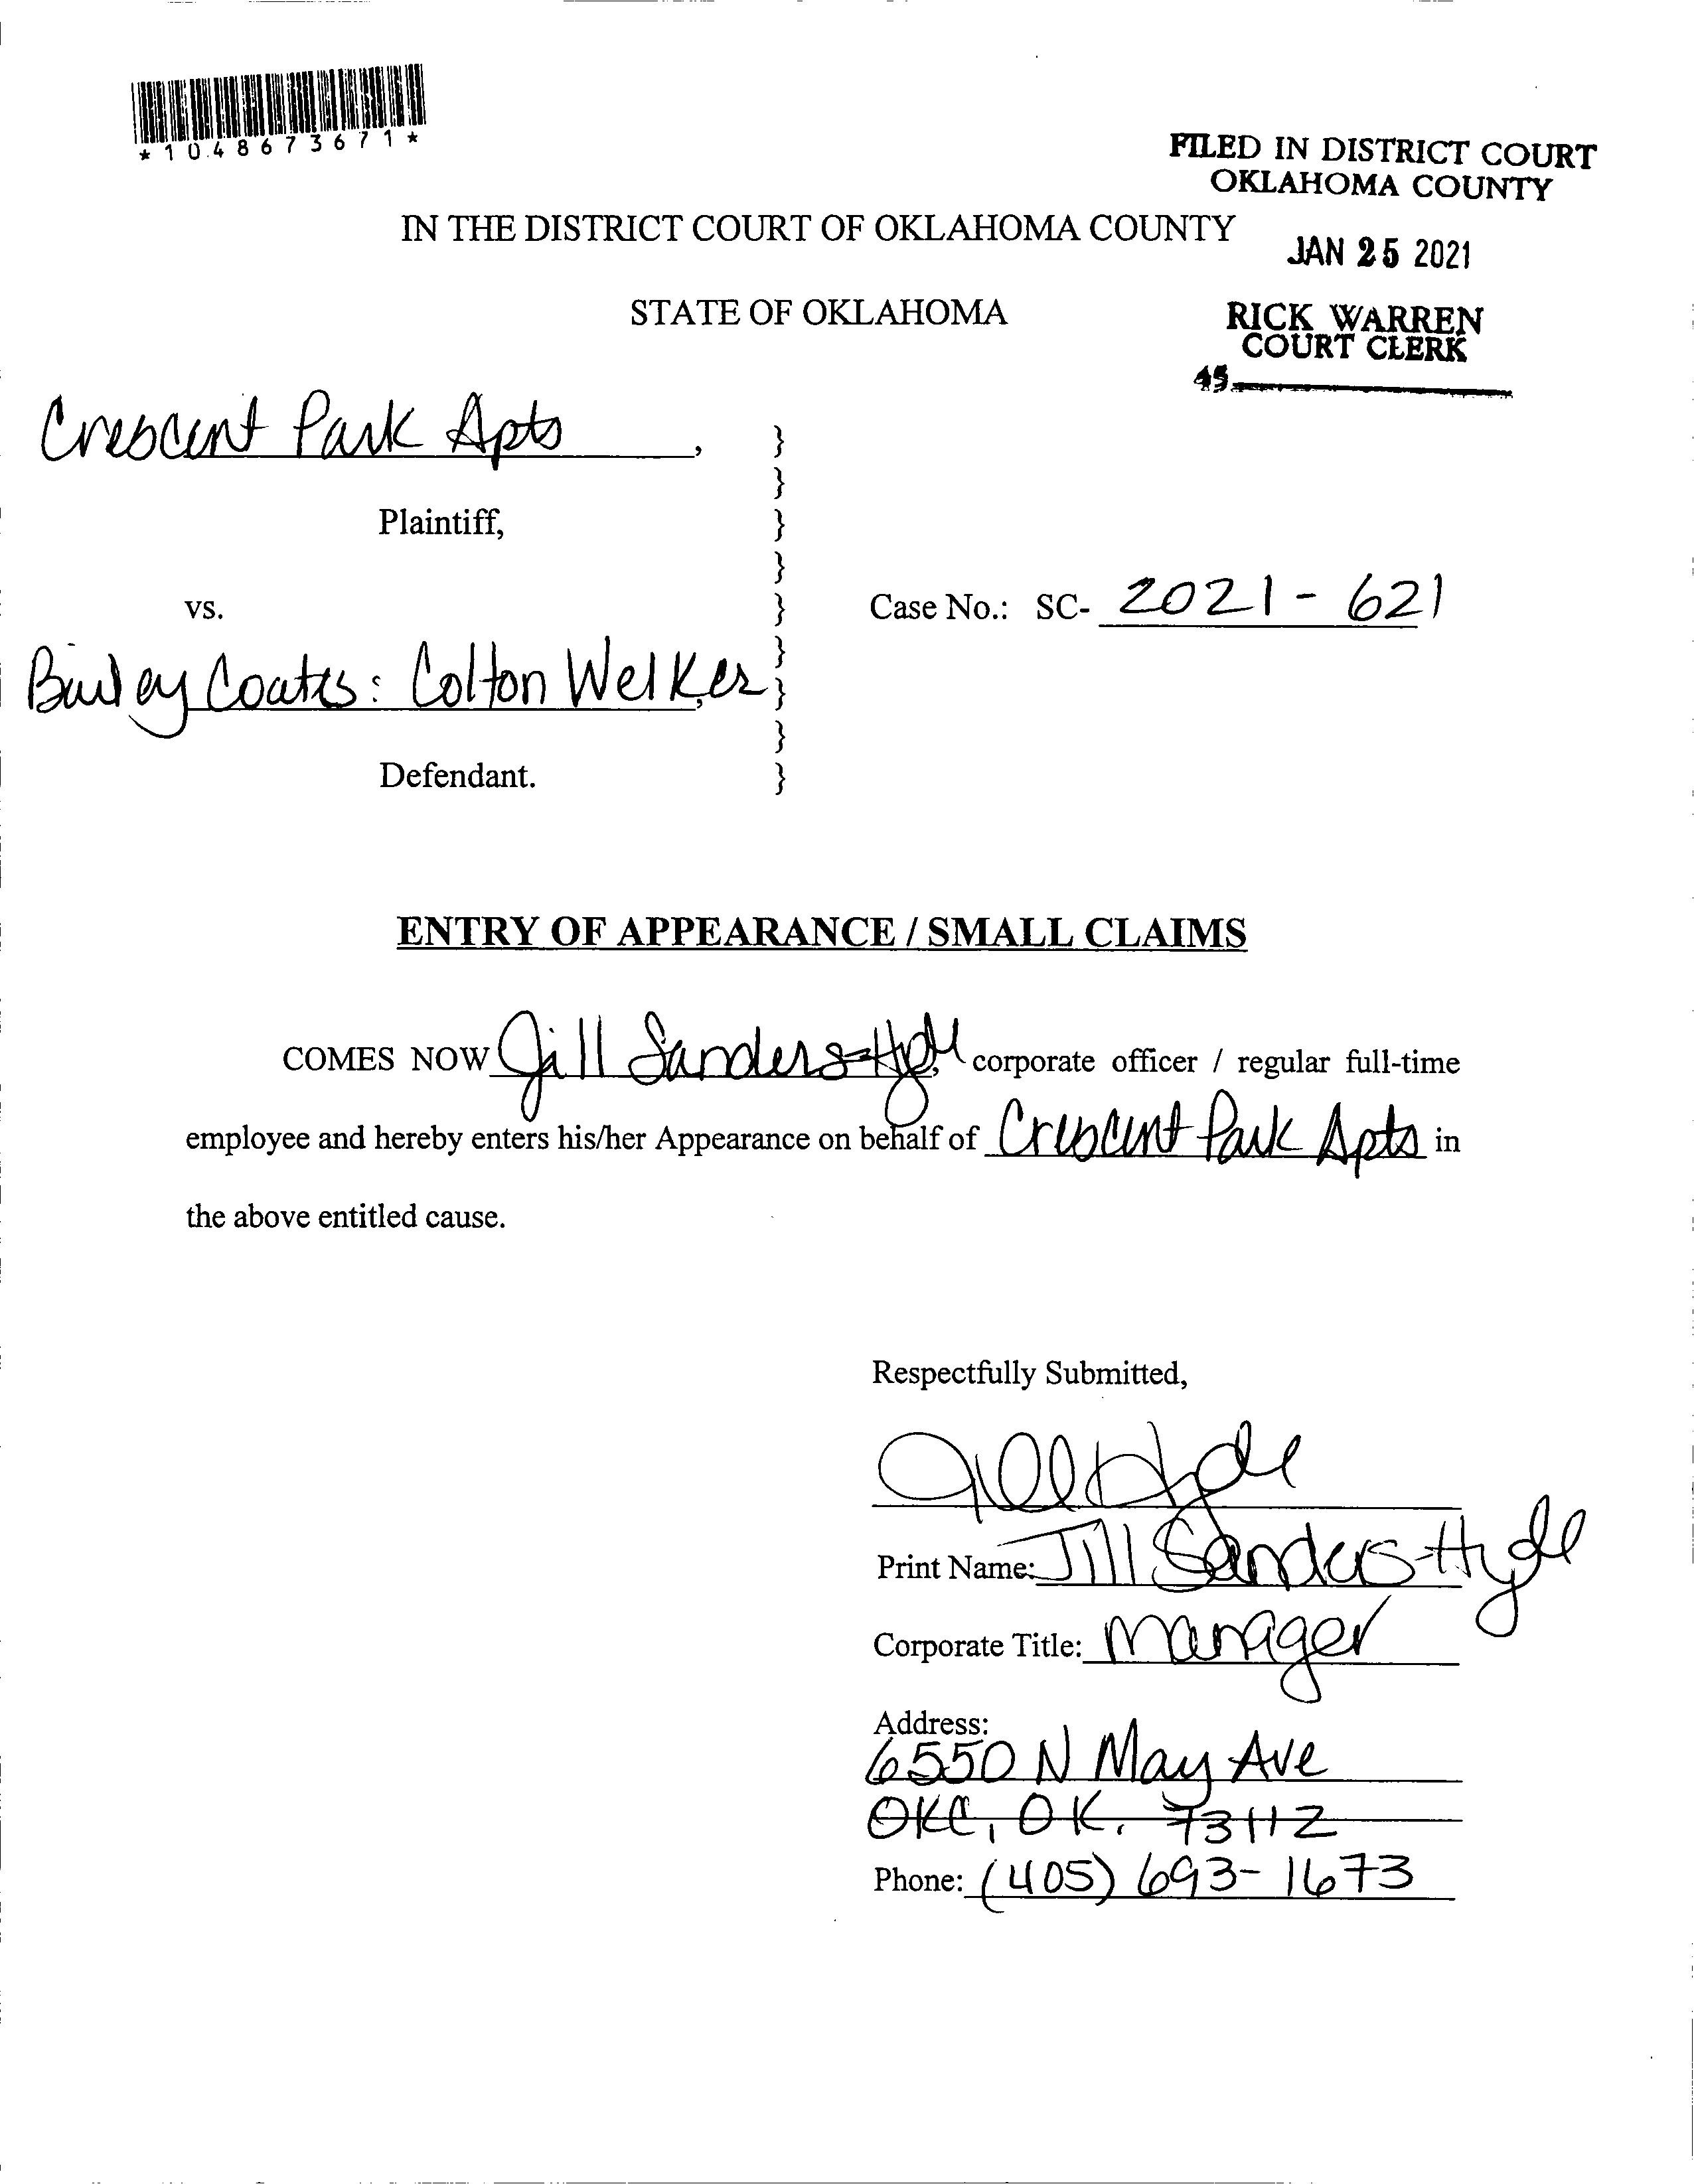 *1048673671*
FILED IN DISTRICT COURT
OKLAHOMA COUNTY
IN THE DISTRICT COURT OF OKLAHOMA COUNTY
JAN 25 2021
STATE OF OKLAHOMA
RICK WARREN
COURT CLERK
45
Crescent Park Apts,
Plaintiff,
vs.
Case No.: SC- 2021-621
Bailey Coates: Colton Welker,
Defendant.
ENTRY OF APPEARANCE / SMALL CLAIMS
COMES NOW Jill Sanders-Hyde, corporate officer / regular full-time
employee and hereby enters his/her Appearance on behalf of Crescent Park Apts in
the above entitled cause.
Respectfully Submitted,
Jill Hyde
Print Name: Jill Sanders-Hyde
Corporate Title: Manager
Address:
6550 N May Ave
OKC, OK. 73112
Phone: (405) 693-1673